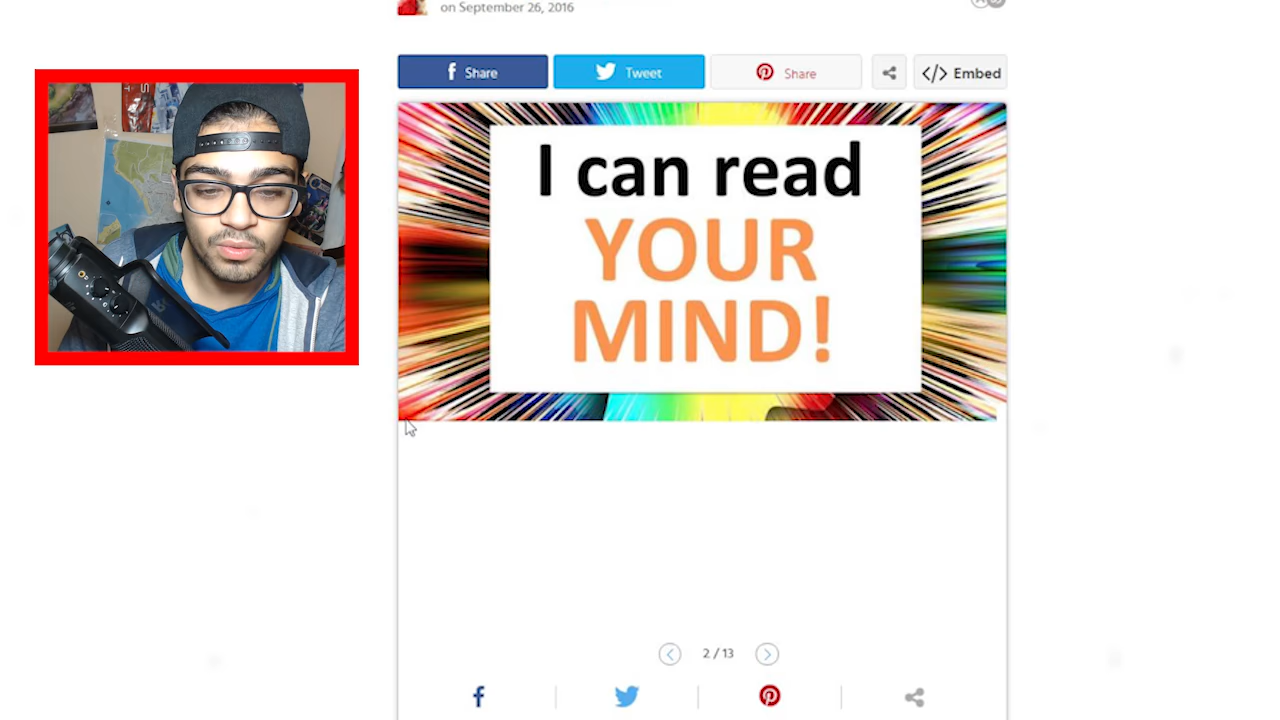 on September 26, 2016
Share
Tweet
Share
</> Embed
I can read
YOUR
MIND!
2 / 13